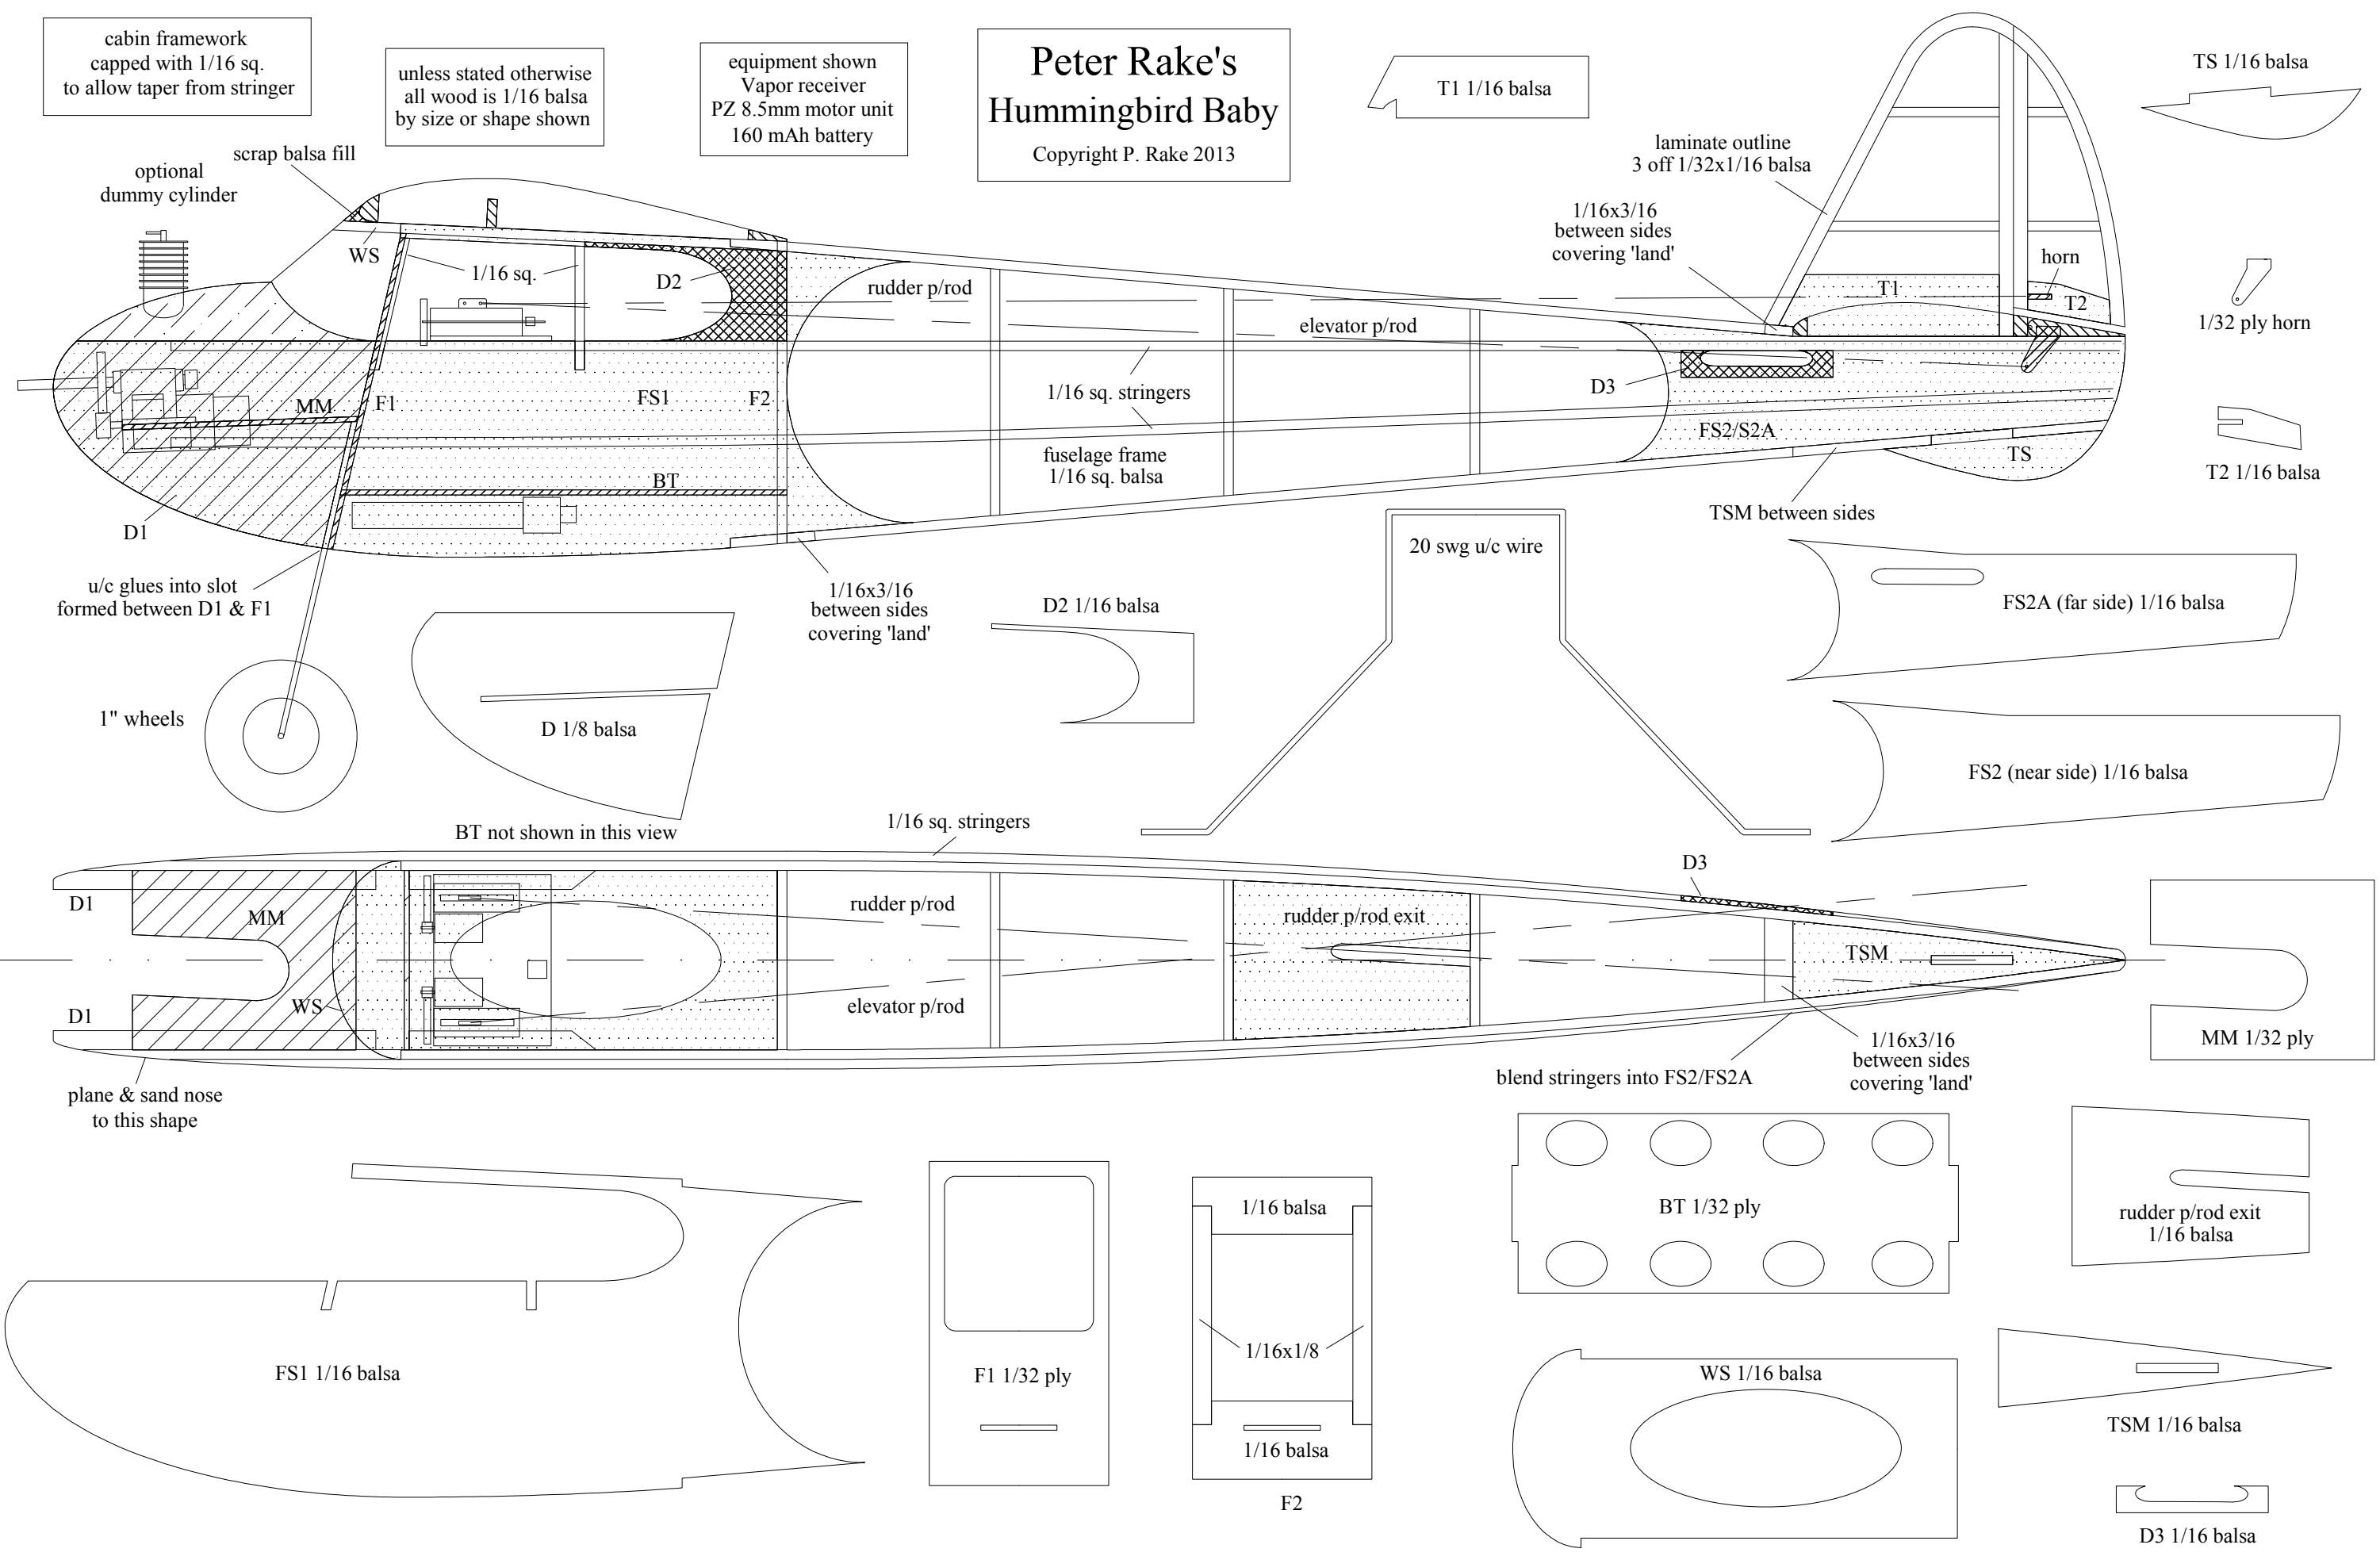 cabin framework
capped with 1/16 sq.
to allow taper from stringer
unless stated otherwise
all wood is 1/16 balsa
by size or shape shown
equipment shown
Vapor receiver
PZ 8.5mm motor unit
160 mAh battery
Peter Rake's
Hummingbird Baby
Copyright P. Rake 2013
T1 1/16 balsa
TS 1/16 balsa
laminate outline
3 off 1/32x1/16 balsa
scrap balsa fill
optional
dummy cylinder
WS
1/16 sq.
D2
rudder p/rod
elevator p/rod
1/16x3/16
between sides
covering 'land'
horn
T1
T2
1/32 ply horn
MM
F1
FS1
F2
1/16 sq. stringers
D3
FS2/S2A
fuselage frame
1/16 sq. balsa
BT
TS
T2 1/16 balsa
D1
TSM between sides
u/c glues into slot
formed between D1 & F1
1/16x3/16
between sides
covering 'land'
20 swg u/c wire
D2 1/16 balsa
FS2A (far side) 1/16 balsa
1" wheels
D 1/8 balsa
FS2 (near side) 1/16 balsa
BT not shown in this view
1/16 sq. stringers
D3
D1
MM
rudder p/rod
rudder p/rod exit
TSM
WS
elevator p/rod
D1
MM 1/32 ply
1/16x3/16
between sides
covering 'land'
blend stringers into FS2/FS2A
plane & sand nose
to this shape
1/16 balsa
BT 1/32 ply
rudder p/rod exit
1/16 balsa
FS1 1/16 balsa
F1 1/32 ply
1/16x1/8
1/16 balsa
F2
WS 1/16 balsa
TSM 1/16 balsa
D3 1/16 balsa